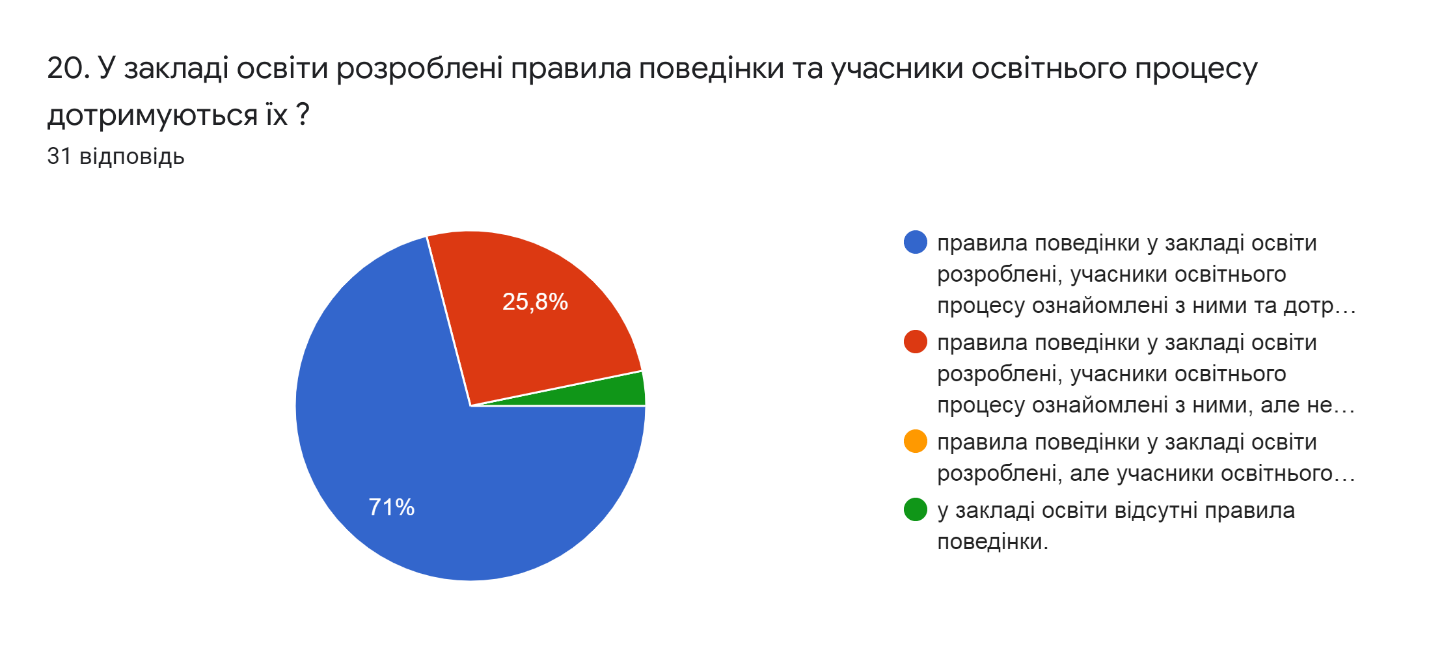 20. У закладі освіти розроблені правила поведінки та учасники освітнього процесу
дотримуються їх ?
31 відповідь
25,8%
71%
правила поведінки у закладі освіти
розроблені, учасники освітнього
процесу ознайомлені з ними та дотр…
правила поведінки у закладі освіти
розроблені, учасники освітнього
процесу ознайомлені з ними, але не…
правила поведінки у закладі освіти
розроблені, але учасники освітнього…
у закладі освіти відсутні правила
поведінки.